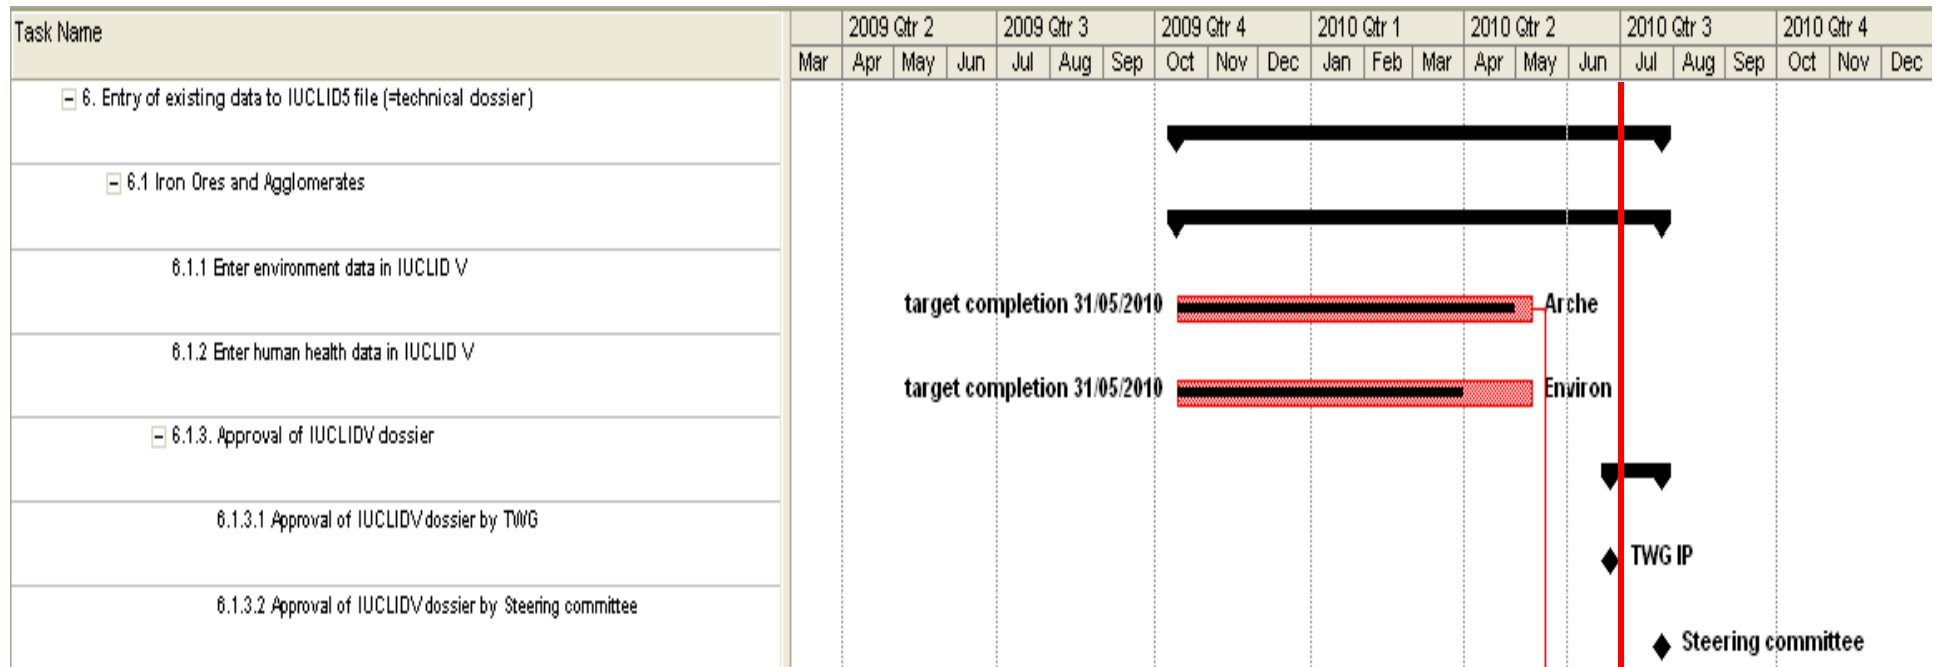 Task Name
2009 Qtr 2 2009 Qtr 3 2009 Qtr 4 2010 Qtr 1 2010 Qtr 2 2010 Qtr 3 2010 Qtr 4
Mar Apr May Jun Jul Aug Sep Oct Nov Dec Jan Feb Mar Apr May Jun Jul Aug Sep Oct Nov Dec
6. Entry of existing data to IUCLID5 file (=technical dossier)
6.1 Iron Ores and Agglomerates
6.1.1 Enter environment data in IUCLID V
target completion 31/05/2010 Arche
6.1.2 Enter human health data in IUCLID V
target completion 31/05/2010 Environ
6.1.3. Approval of IUCLIDV dossier
6.1.3.1 Approval of IUCLIDV dossier by TWG
TWG IP
6.1.3.2 Approval of IUCLIDV dossier by Steering committee
Steering committee